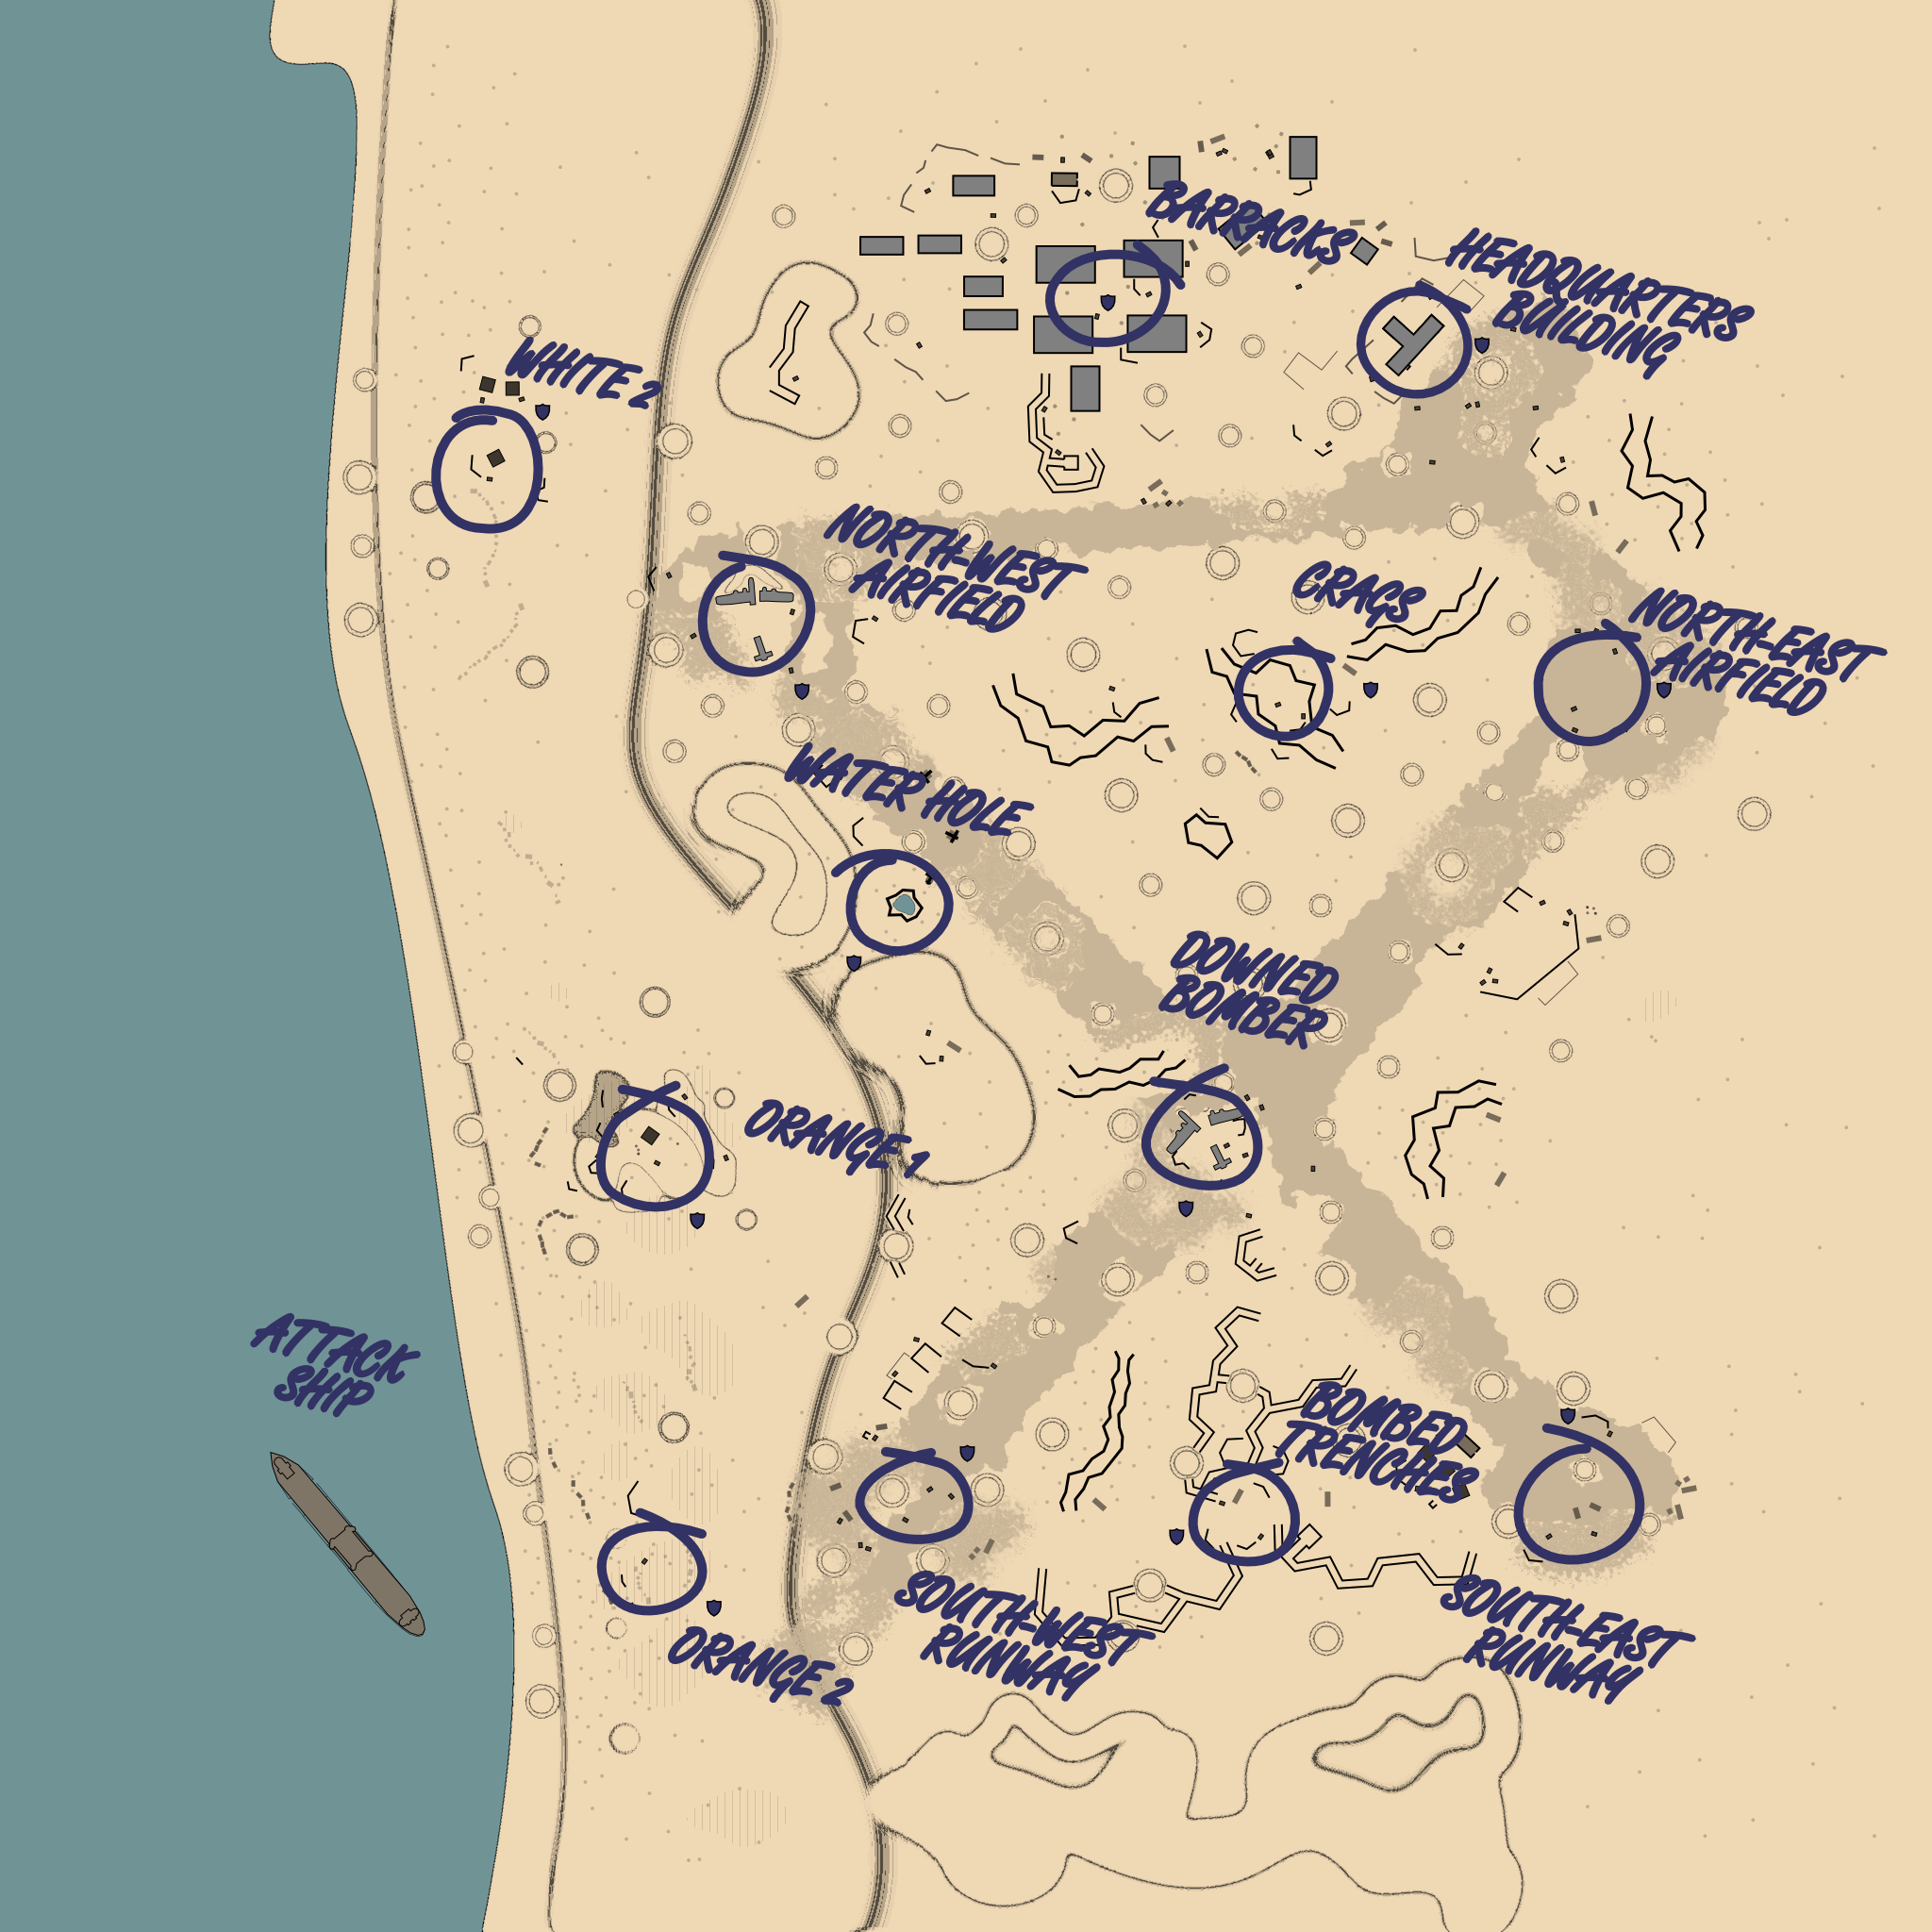 BARRACKS
HEADQUARTERS
BUILDING
WHITE 2
NORTH-WEST
AIRFIELD
CRAGS
NORTH-EAST
AIRFIELD
WATER HOLE
DOWNED
BOMBER
ORANGE 1
ATTACK
SHIP
BOMBED
TRENCHES
SOUTH-WEST
RUNWAY
SOUTH-EAST
RUNWAY
ORANGE 2